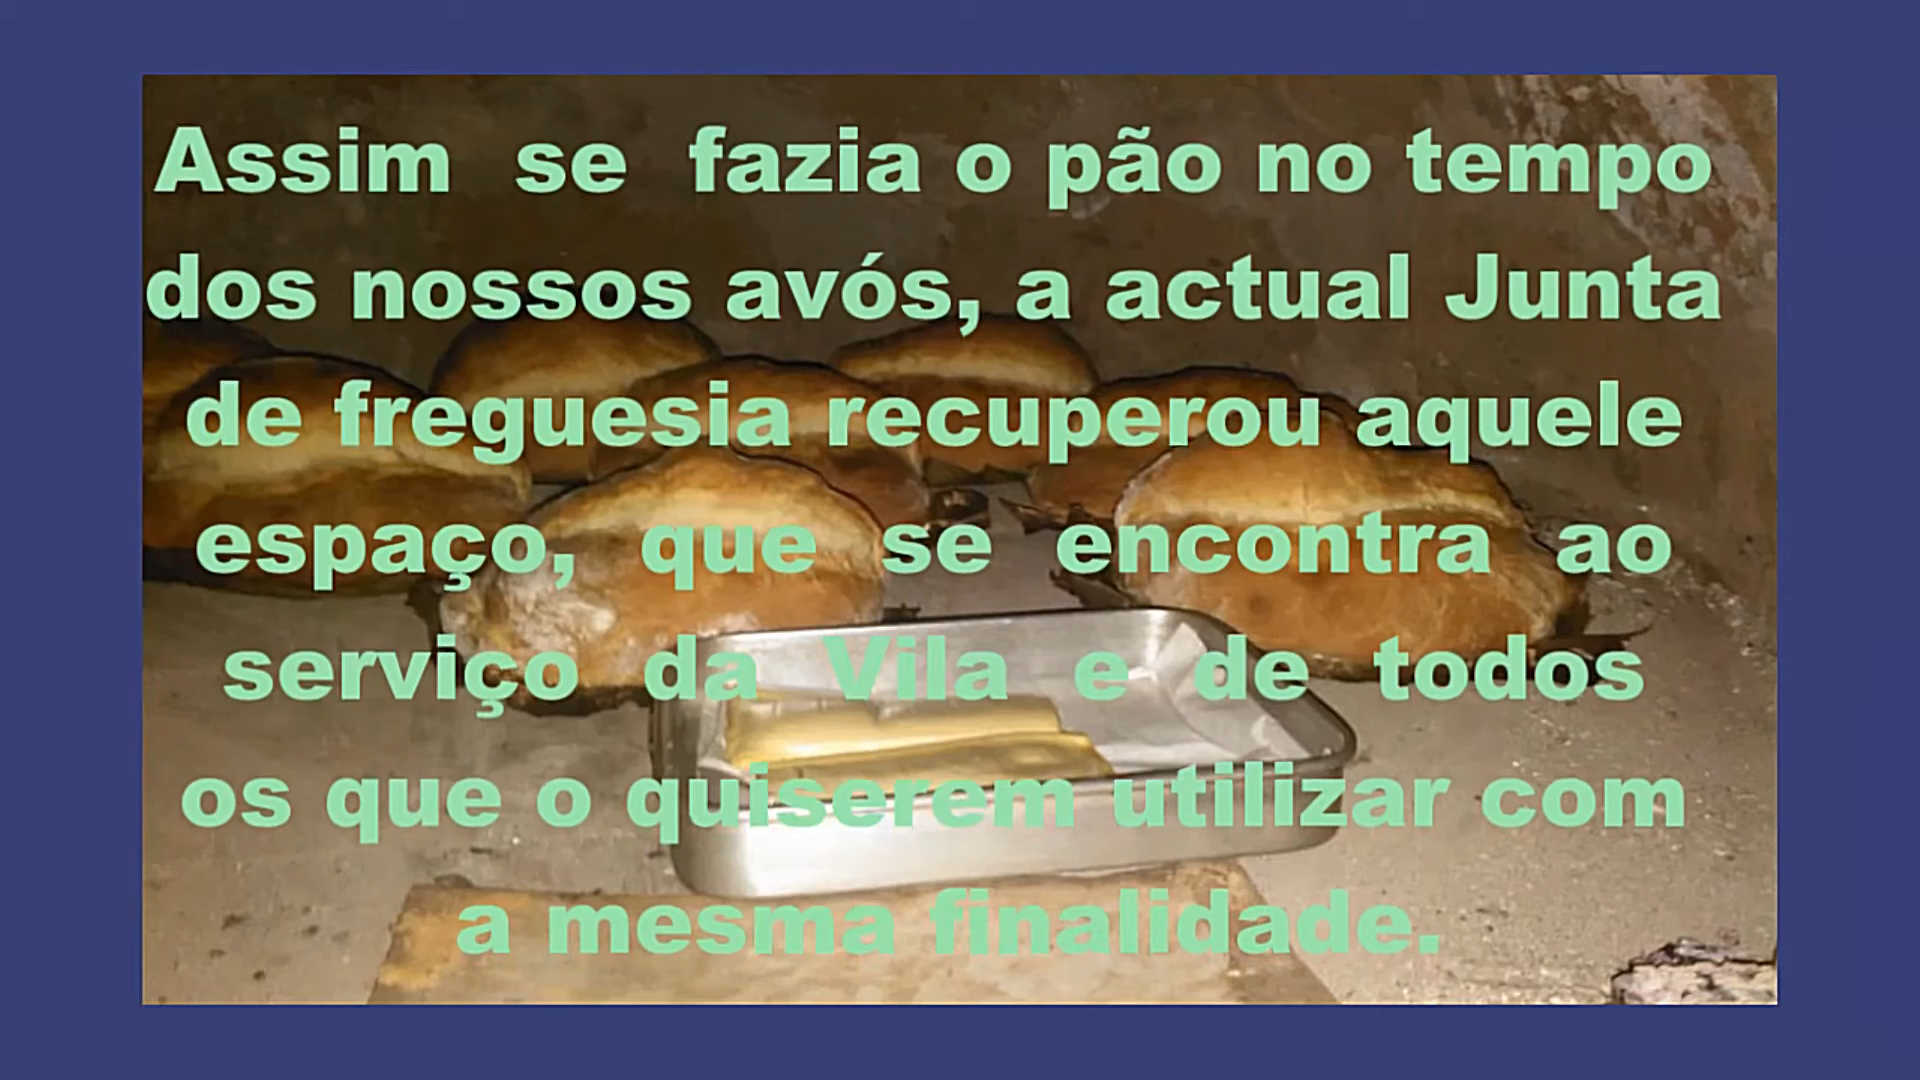 Assim se fazia o pão no tempo
dos nossos avós, a actual Junta
de freguesia recuperou aquele
espaço, que se encontra ao
serviço da Vila e de todos
os que o quiserem utilizar com
a mesma finalidade.